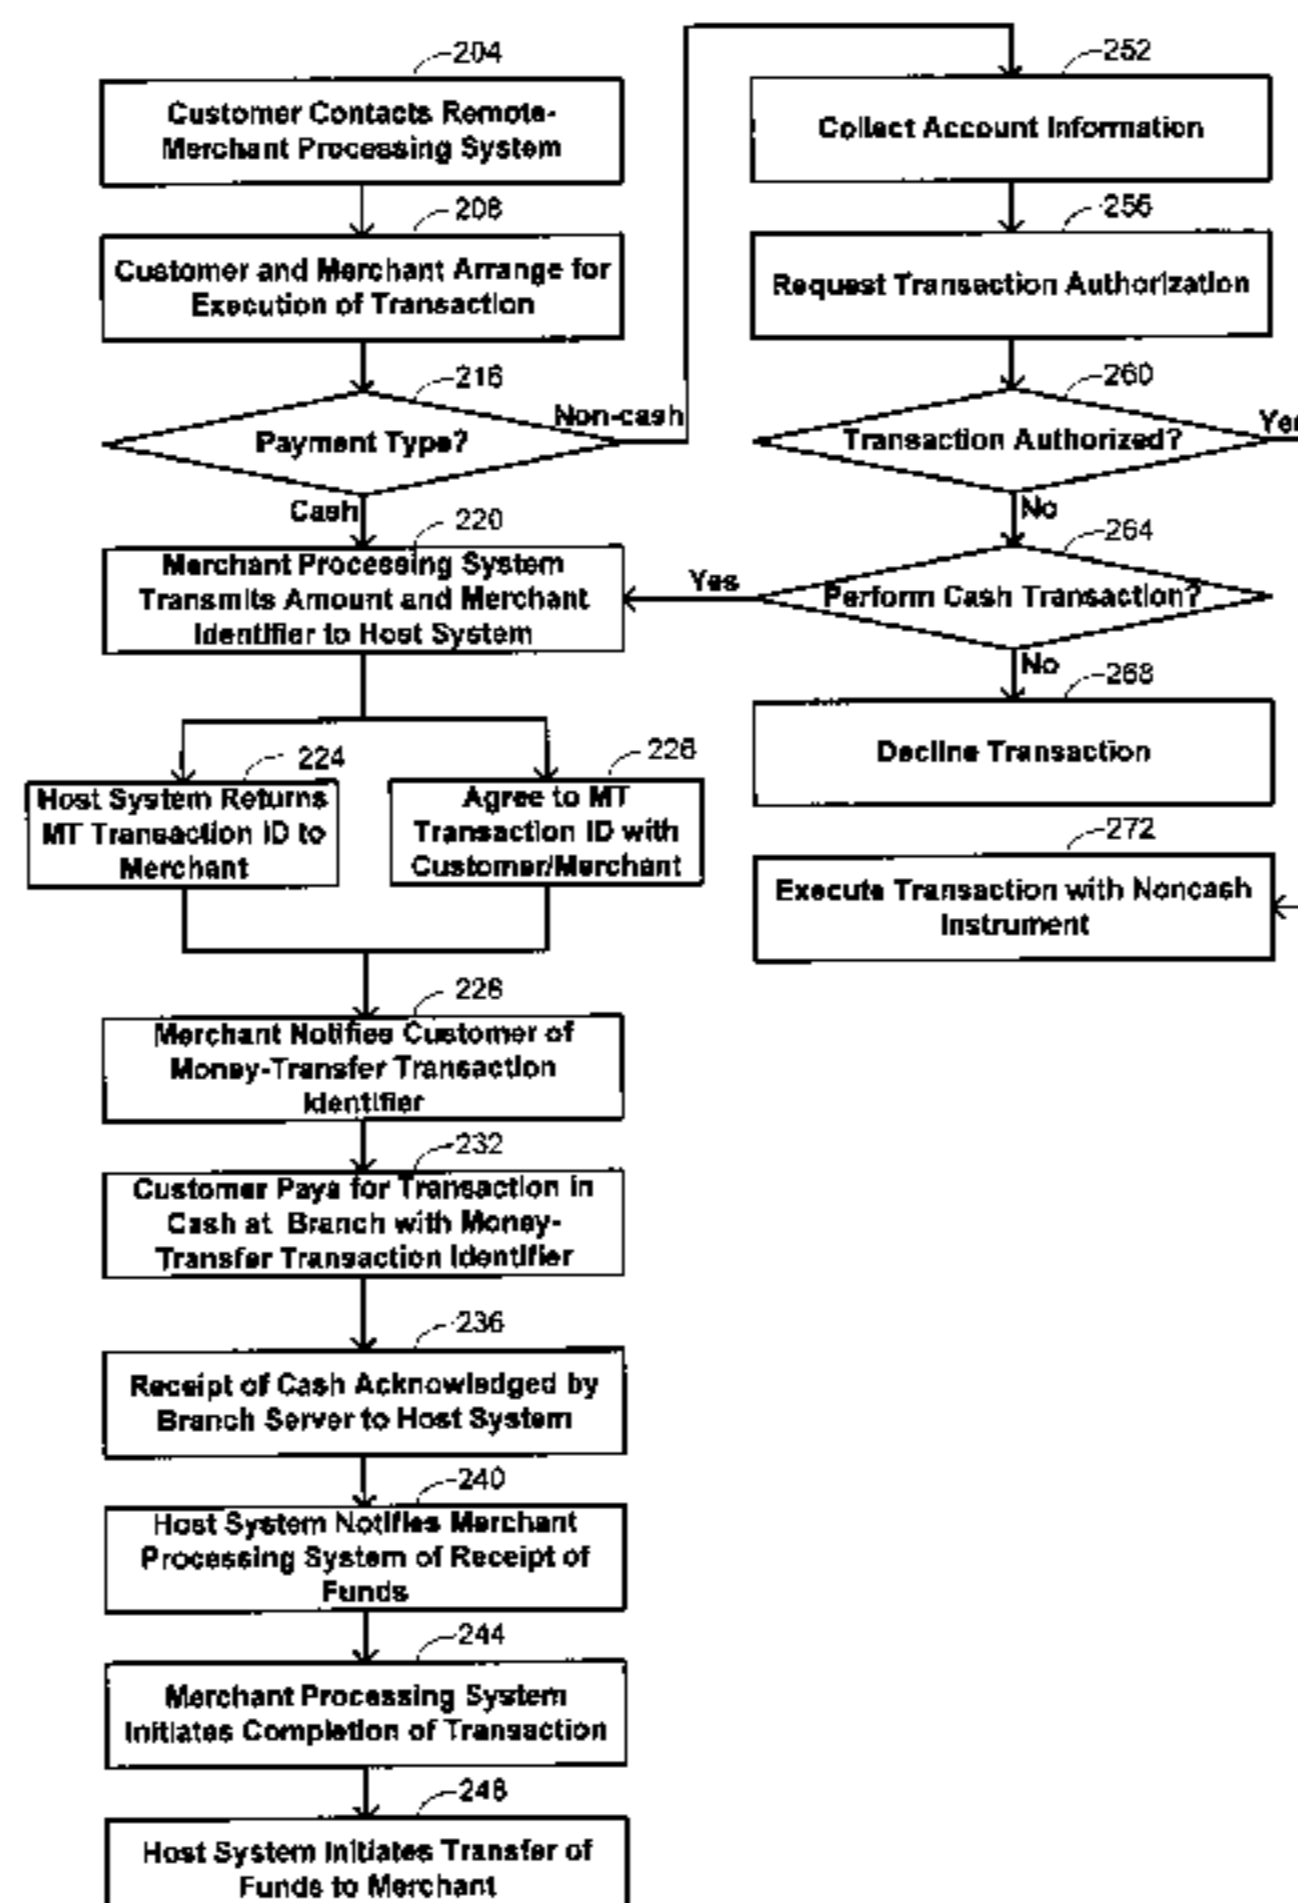 204
Customer Contacts Remote-
Merchant Processing System
208
Customer and Merchant Arrange for
Execution of Transaction
216
Payment Type?
Non-cash
Cash
220
Merchant Processing System
Transmits Amount and Merchant
Identifier to Host System
224
Host System Returns
MT Transaction ID to
Merchant
226
Agree to MT
Transaction ID with
Customer/Merchant
228
Merchant Notifies Customer of
Money-Transfer Transaction
Identifier
232
Customer Pays for Transaction in
Cash at Branch with Money-
Transfer Transaction Identifier
236
Receipt of Cash Acknowledged by
Branch Server to Host System
240
Host System Notifies Merchant
Processing System of Receipt of
Funds
244
Merchant Processing System
Initiates Completion of Transaction
248
Host System Initiates Transfer of
Funds to Merchant
252
Collect Account Information
256
Request Transaction Authorization
260
Transaction Authorized?
Yes
No
264
Perform Cash Transaction?
Yes
No
268
Decline Transaction
272
Execute Transaction with Noncash
Instrument